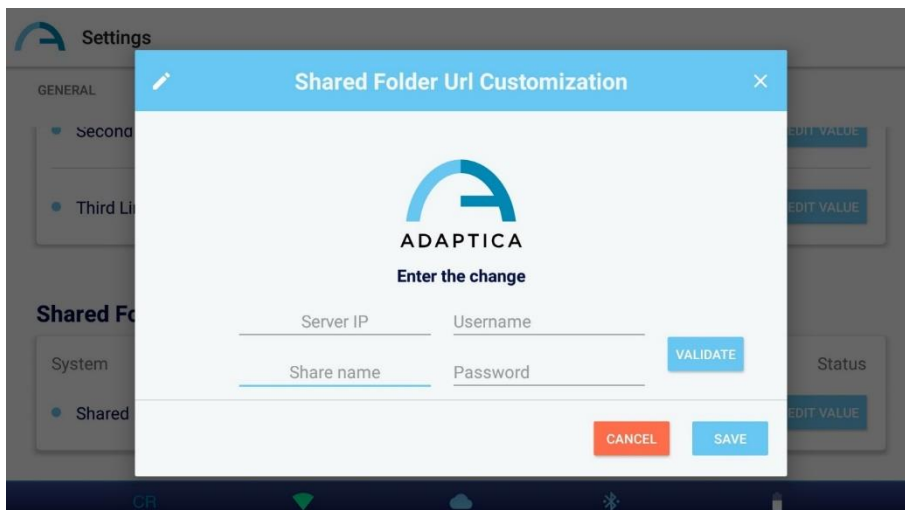 Settings
Shared Folder Url Customization
GENERAL
Second
EDIT VALUE
Third Li
EDIT VALUE
ADAPTICA
Enter the change
Server IP Username
Share name Password
VALIDATE
Shared Fo
System
Status
Shared
EDIT VALUE
CANCEL SAVE
CR